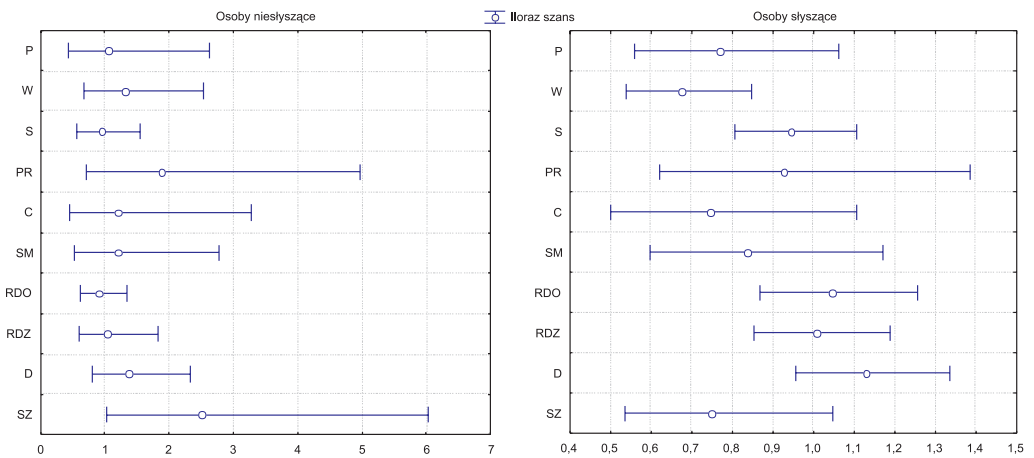 Osoby niesłyszące
Iloraz szans
Osoby słyszące
P
W
S
PR
C
SM
RDO
RDZ
D
SZ
0 1 2 3 4 5 6 7
P
W
S
PR
C
SM
RDO
RDZ
D
SZ
0,4 0,5 0,6 0,7 0,8 0,9 1,0 1,1 1,2 1,3 1,4 1,5